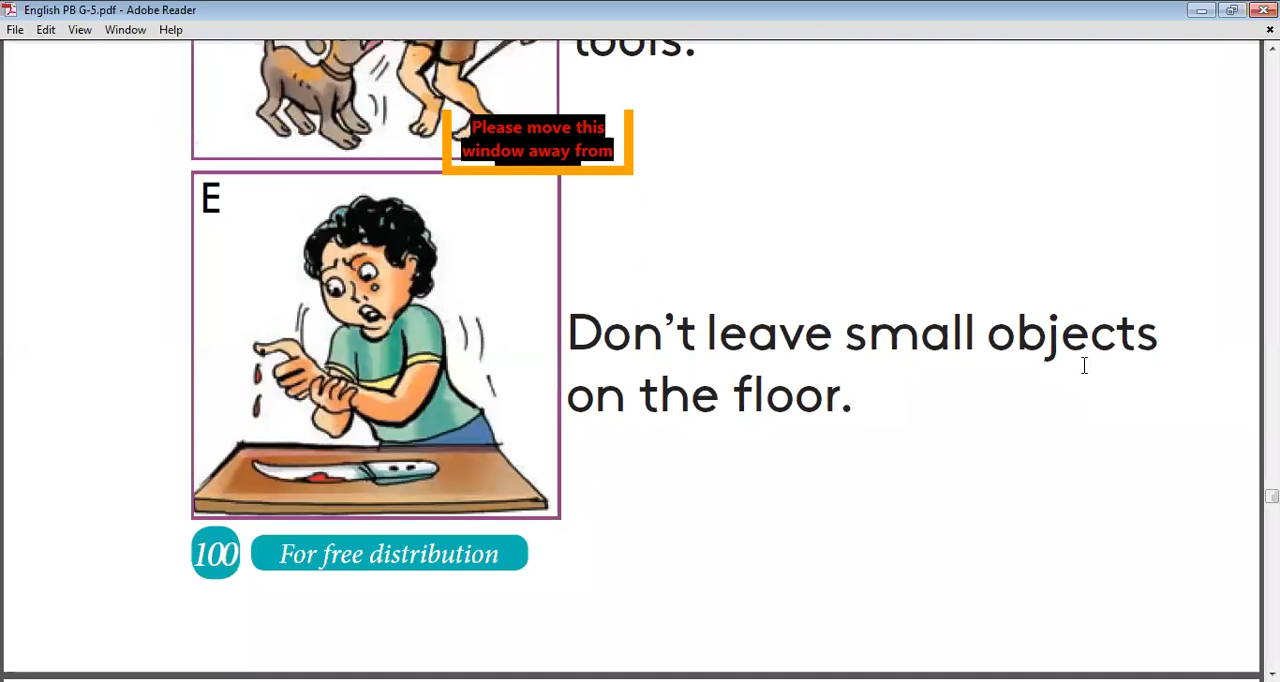 English PB G-5.pdf - Adobe Reader
File Edit View Window Help
tools.
Please move this
window away from
E
Don't leave small objects
on the floor.
100 For free distribution